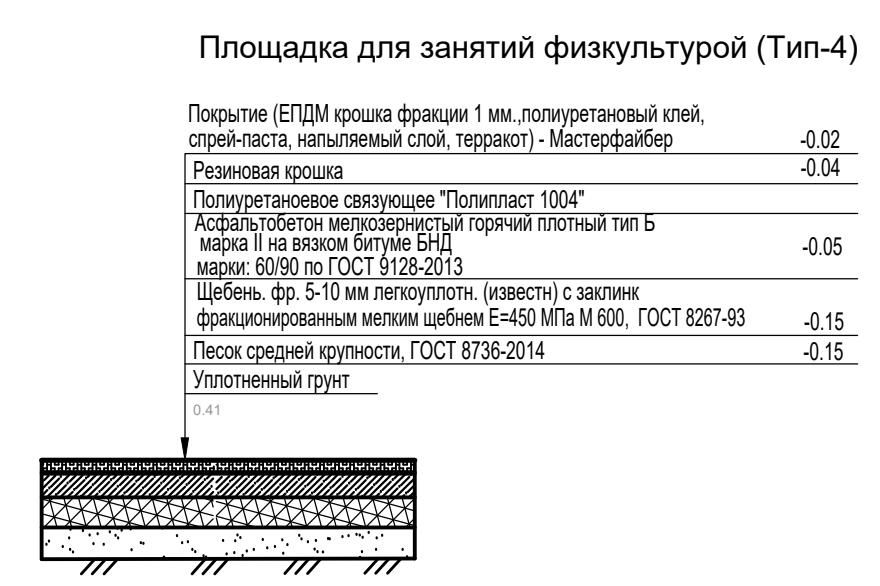 Площадка для занятий физкультурой (Тип-4)
Покрытие (ЕПДМ крошка фракции 1 мм.,полиуретановый клей,
спрей-паста, напыляемый слой, терракот) - Мастерфайбер -0.02
Резиновая крошка -0.04
Полиуретаноевое связующее "Полипласт 1004"
Асфальтобетон мелкозернистый горячий плотный тип Б
марка II на вязком битуме БНД -0.05
марки: 60/90 по ГОСТ 9128-2013
Щебень. фр. 5-10 мм легкоуплотн. (известн) с заклинк
фракционированным мелким щебнем Е=450 МПа М 600, ГОСТ 8267-93 -0.15
Песок средней крупности, ГОСТ 8736-2014 -0.15
Уплотненный грунт
0.41